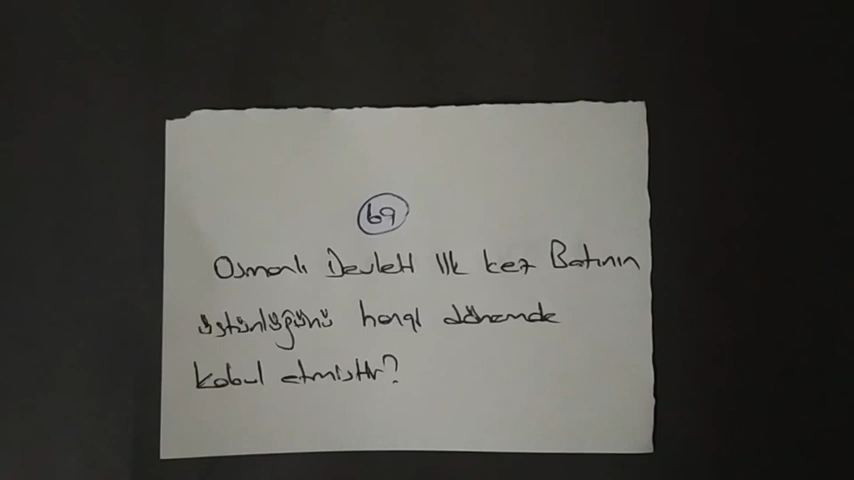 69
Osmanlı Devleti ilk kez Batının
üstünlüğünü hangi dönemde
kabul etmiştir?